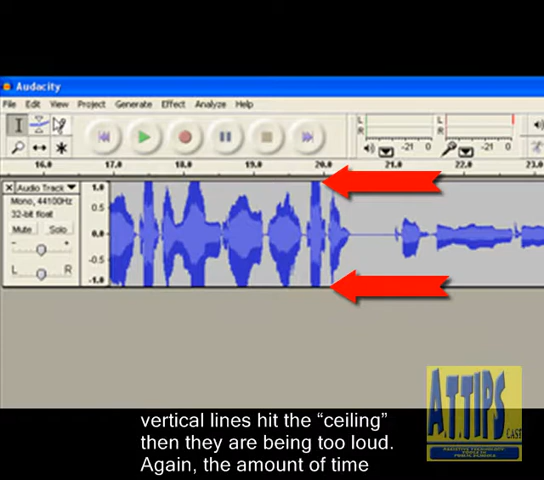 Audacity
File Edit View Project Generate Effect Analyze Help
L
R
-21 0
L
R
-21 0
16.0 17.0 18.0 19.0 20.0 21.0 22.0 23.0
Audio Track
Mono, 44100Hz
32-bit float
Mute Solo
- +
L R
1.0
0.5
0.0
-0.5
-1.0
A.T.TIPS
CAST
ASSISTIVE TECHNOLOGY
vertical lines hit the “ceiling”
then they are being too loud.
Again, the amount of time